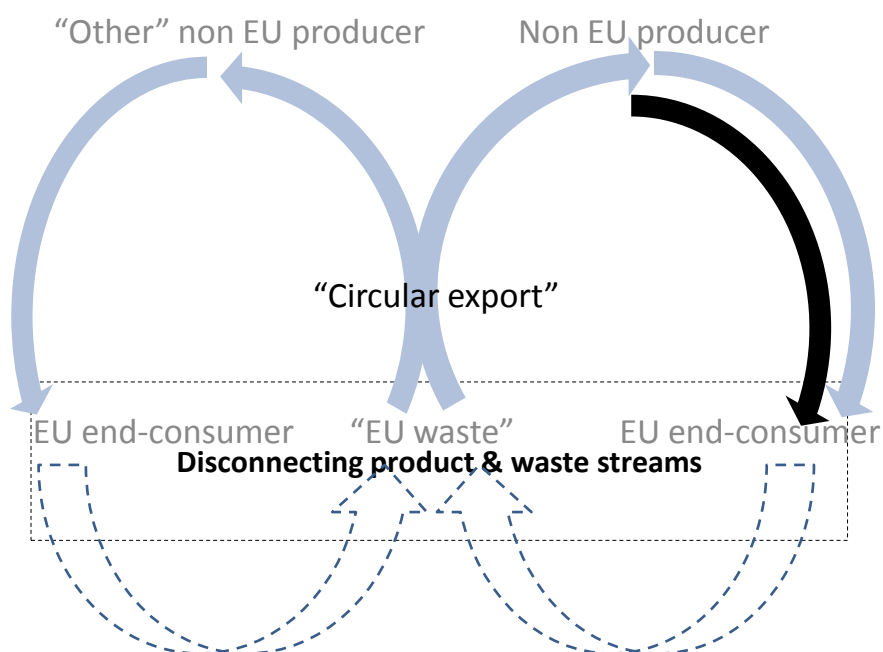 “Other” non EU producer
Non EU producer
“Circular export”
EU end-consumer
“EU waste”
EU end-consumer
Disconnecting product & waste streams